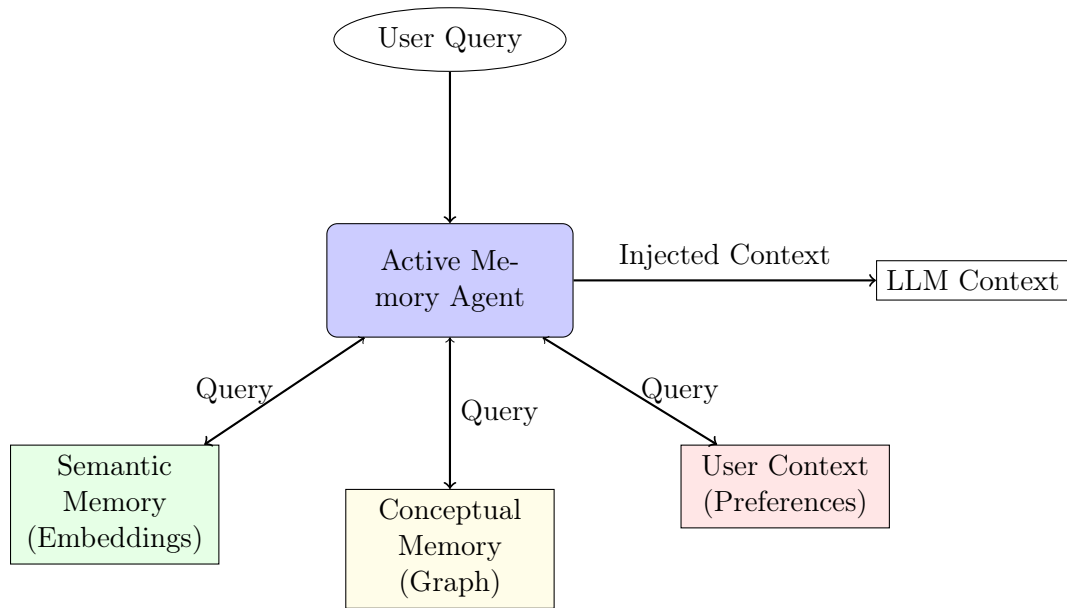 User Query
Active Me-
mory Agent
Injected Context
LLM Context
Query
Query
Query
Semantic
Memory
(Embeddings)
Conceptual
Memory
(Graph)
User Context
(Preferences)